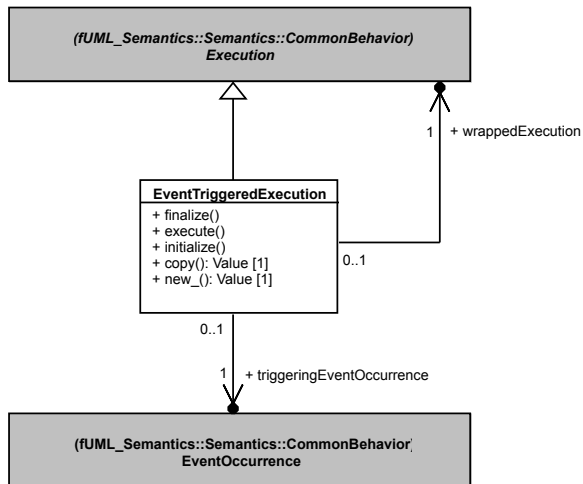 (fUML_Semantics::Semantics::CommonBehavior)
Execution
1
+ wrappedExecution
EventTriggeredExecution
+ finalize()
+ execute()
+ initialize()
+ copy(): Value [1]
+ new_(): Value [1]
0..1
0..1
1
+ triggeringEventOccurrence
(fUML_Semantics::Semantics::CommonBehavior)
EventOccurrence